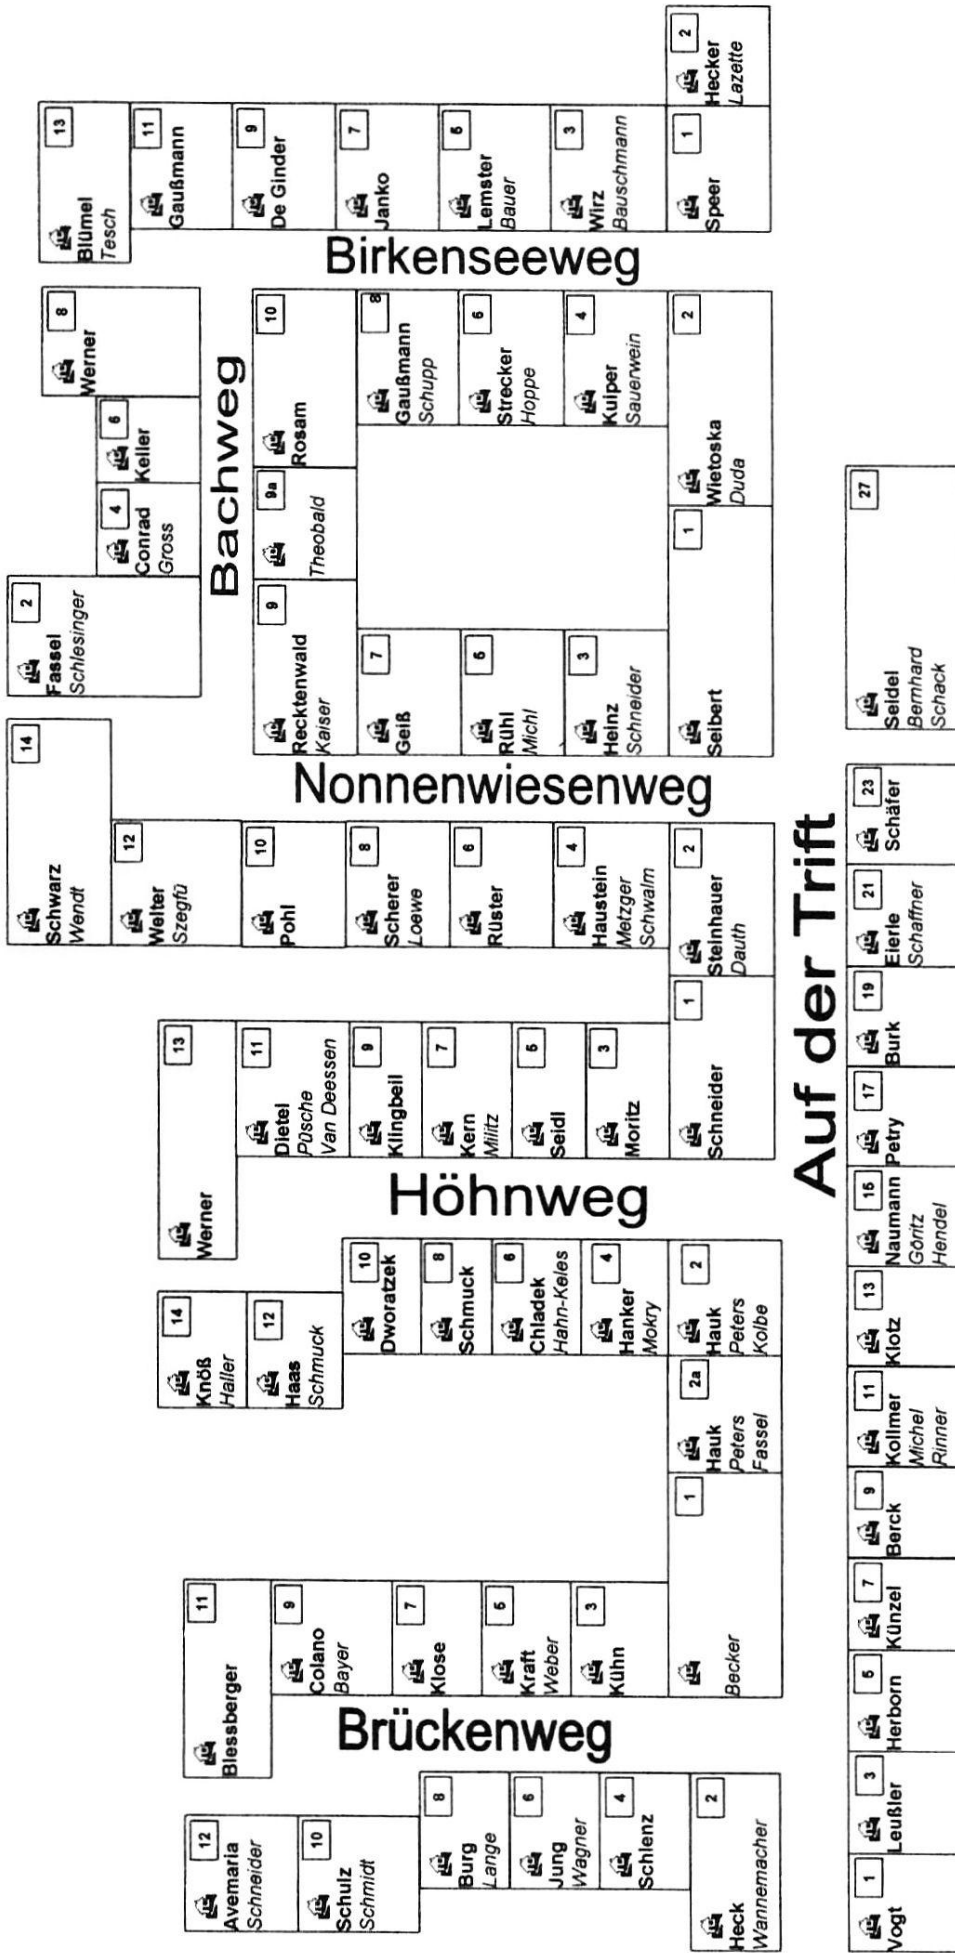 13
Blümel
Tesch
11
Gaußmann
9
De Ginder
7
Janko
5
Lemster
Bauer
3
Wirz
Bauschmann
1
Speer
2
Hecker
Lazette
Birkenseeweg
8
Werner
6
Keller
4
Conrad
Gross
2
Fassel
Schlesinger
Bachweg
10
Rosam
9a
Theobald
9
Recktenwald
Kaiser
8
Gaußmann
Schupp
6
Strecker
Hoppe
4
Kuiper
Sauerwein
2
Wietoska
Duda
7
Geiß
5
Rühl
Michl
3
Heinz
Schneider
1
Seibert
Nonnenwiesenweg
14
Schwarz
Wendt
12
Welter
Szegfü
10
Pohl
8
Scherer
Loewe
6
Rüster
4
Haustein
Metzger
Schwalm
2
Steinhauer
Dauth
13
Werner
11
Dietel
Püsche
Van Deessen
9
Klingbeil
7
Kern
Militz
5
Seidl
3
Moritz
1
Schneider
Höhnweg
14
Knöß
Haller
12
Haas
Schmuck
10
Dworatzek
8
Schmuck
6
Chladek
Hahn-Keles
4
Hanker
Mokry
2
Hauk
Peters
Kolbe
2a
Hauk
Peters
Fassel
11
Blessberger
9
Colano
Bayer
7
Klose
5
Kraft
Weber
3
Kühn
1
Becker
Brückenweg
12
Avemaria
Schneider
10
Schulz
Schmidt
8
Burg
Lange
6
Jung
Wagner
4
Schlenz
2
Heck
Wannemacher
Auf der Trift
27
Seidel
Bernhard
Schack
23
Schäfer
21
Eierle
Schaffner
19
Burk
17
Petry
15
Naumann
Göritz
Hendel
13
Klotz
11
Kollmer
Michel
Rinner
9
Berck
7
Künzel
5
Herborn
3
Leußler
1
Vogt